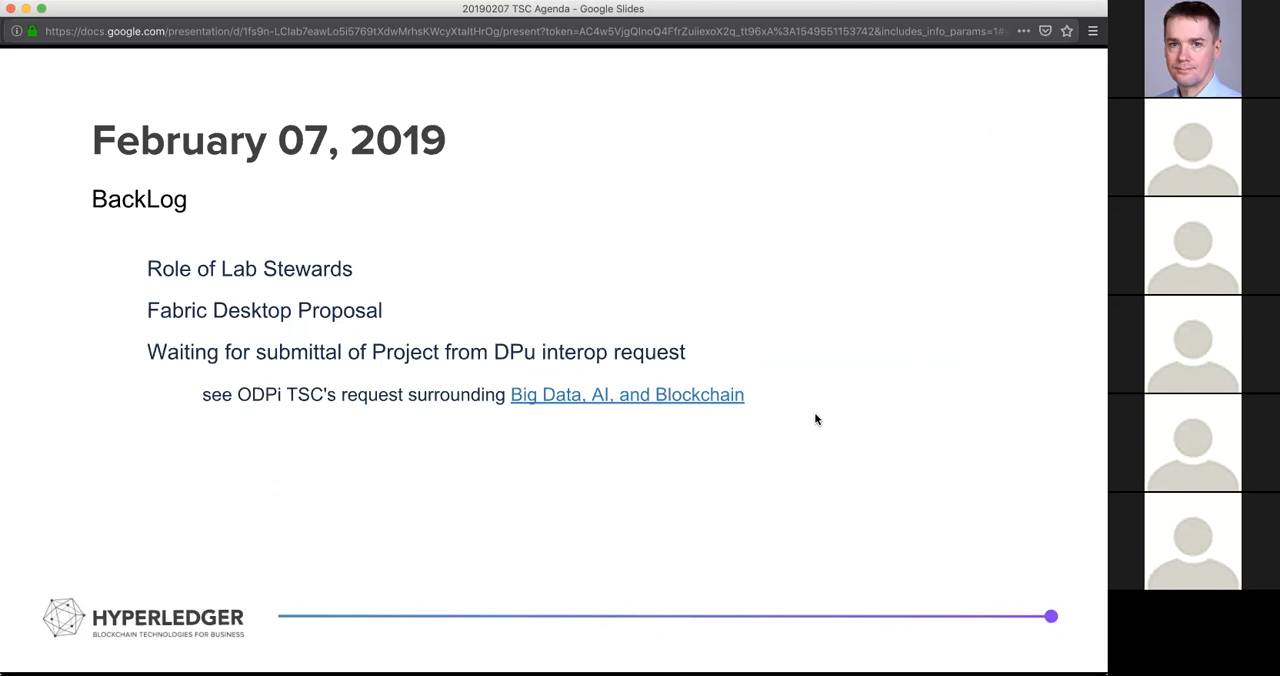 20190207 TSC Agenda - Google Slides
February 07, 2019
BackLog
Role of Lab Stewards
Fabric Desktop Proposal
Waiting for submittal of Project from DPu interop request
see ODPi TSC's request surrounding Big Data, AI, and Blockchain
HYPERLEDGER
BLOCKCHAIN TECHNOLOGIES FOR BUSINESS